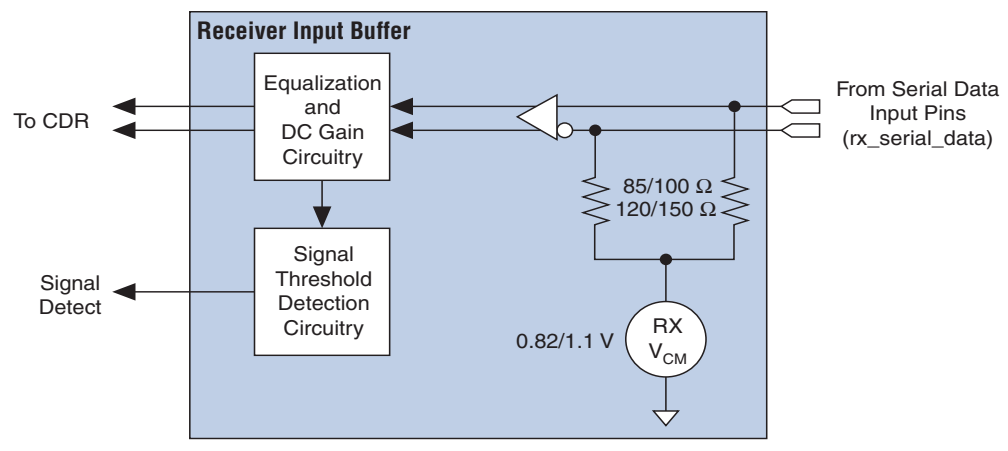 Receiver Input Buffer
Equalization
and
DC Gain
Circuitry
To CDR
From Serial Data
Input Pins
(rx_serial_data)
85/100 Ω
120/150 Ω
Signal
Threshold
Detection
Circuitry
Signal
Detect
0.82/1.1 V
RX
V_CM